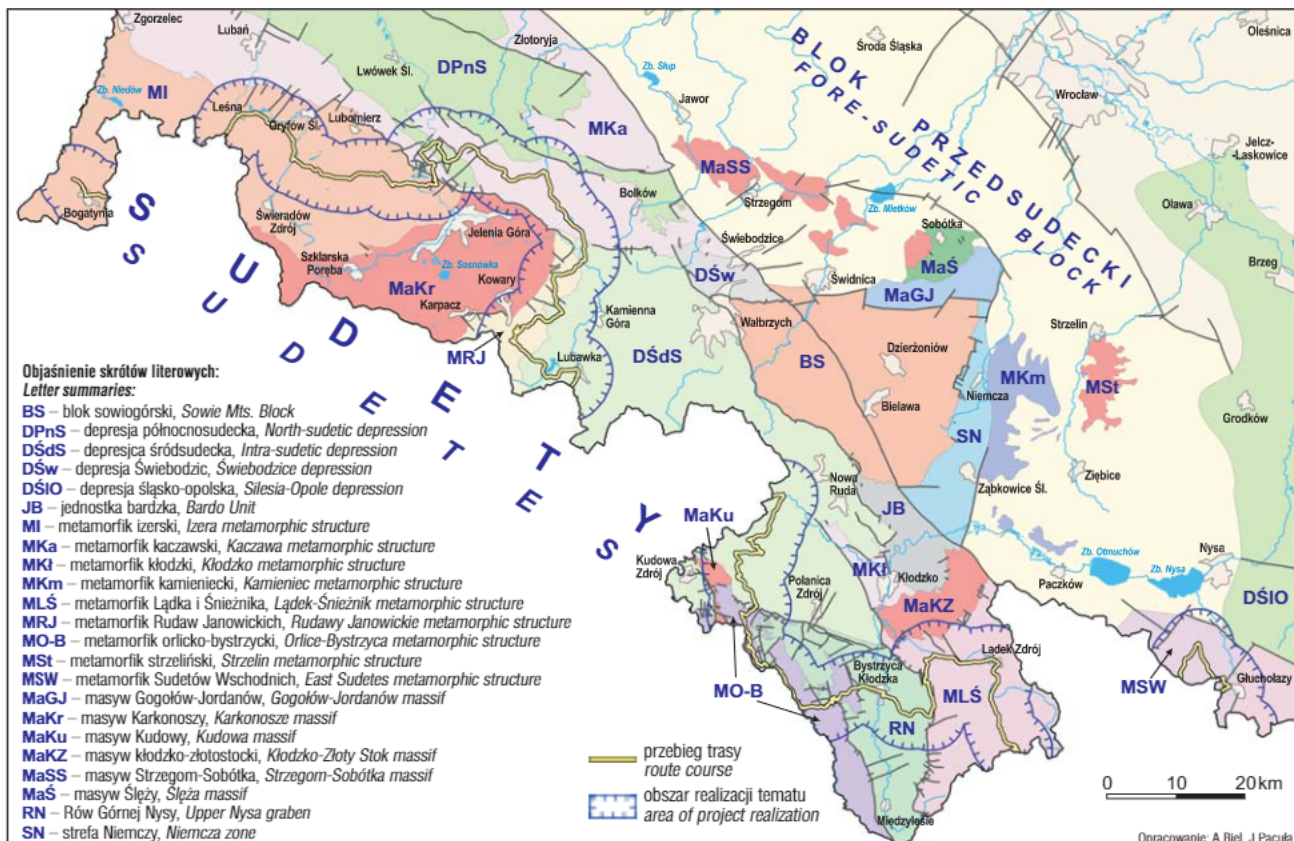 Zgorzelec
Lubań
Złotoryja
Środa Śląska
Oleśnica
BLOK PRZEDSUDECKI
FORE-SUDETIC BLOCK
Lwówek Śl.
DPnS
Zb. Słup
Wrocław
Zb. Niedów
MI
Leśna
Jawor
Gryfów Śl.
Lubomierz
MKa
Jelcz-
-Laskowice
MaSS
Bolków
Strzegom
Zb. Mietków
Bogatynia
Oława
Świeradów
Zdrój
Jelenia Góra
Świebodzice
Sobótka
Szklarska
Poręba
Zb. Sosnówka
DŚw
Świdnica
MaŚ
Brzeg
MaKr
Kowary
Karpacz
MaGJ
Kamienna
Góra
Wałbrzych
Strzelin
MRJ
DŚdS
BS
Dzierżoniów
MKm
MSt
Lubawka
Niemcza
Bielawa
SN
Grodków
SUDETY
SUDETES
Ziębice
Nowa
Ruda
Ząbkowice Śl.
JB
MaKu
Kudowa
Zdrój
MKł
Kłodzko
Zb. Otmuchów
Zb. Nysa
Nysa
Polanica
Zdrój
Paczków
MaKZ
DŚlO
Lądek Zdrój
MSW
Bystrzyca
Kłodzka
MO-B
MLŚ
Głuchołazy
RN
Międzylesie
Objaśnienie skrótów literowych:
Letter summaries:
BS – blok sowiogórski, Sowie Mts. Block
DPnS – depresja północnosudecka, North-sudetic depression
DŚdS – depresjca śródsudecka, Intra-sudetic depression
DŚw – depresja Świebodzic, Świebodzice depression
DŚlO – depresja śląsko-opolska, Silesia-Opole depression
JB – jednostka bardzka, Bardo Unit
MI – metamorfik izerski, Izera metamorphic structure
MKa – metamorfik kaczawski, Kaczawa metamorphic structure
MKł – metamorfik kłodzki, Kłodzko metamorphic structure
MKm – metamorfik kamieniecki, Kamieniec metamorphic structure
MLŚ – metamorfik Lądka i Śnieżnika, Lądek-Śnieżnik metamorphic structure
MRJ – metamorfik Rudaw Janowickich, Rudawy Janowickie metamorphic structure
MO-B – metamorfik orlicko-bystrzycki, Orlice-Bystrzyca metamorphic structure
MSt – metamorfik strzeliński, Strzelin metamorphic structure
MSW – metamorfik Sudetów Wschodnich, East Sudetes metamorphic structure
MaGJ – masyw Gogołów-Jordanów, Gogołów-Jordanów massif
MaKr – masyw Karkonoszy, Karkonosze massif
MaKu – masyw Kudowy, Kudowa massif
MaKZ – masyw kłodzko-złotostocki, Kłodzko-Złoty Stok massif
MaSS – masyw Strzegom-Sobótka, Strzegom-Sobótka massif
MaŚ – masyw Ślęży, Ślęża massif
RN – Rów Górnej Nysy, Upper Nysa graben
SN – strefa Niemczy, Niemcza zone
przebieg trasy
route course
obszar realizacji tematu
area of project realization
0 10 20 km
Opracowanie: A.Biel, J.Pacuła